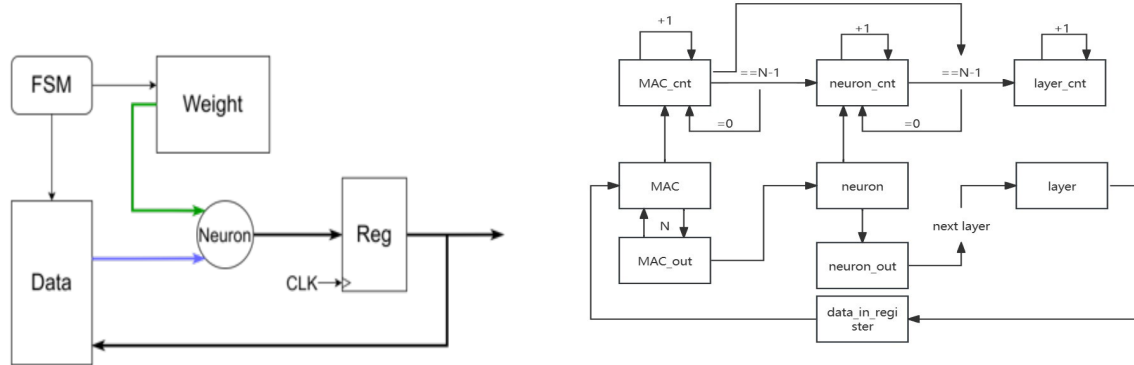 FSM
Weight
Neuron
Reg
CLK
Data
+1
+1
+1
MAC_cnt
==N-1
neuron_cnt
==N-1
layer_cnt
=0
=0
MAC
neuron
layer
N
next layer
MAC_out
neuron_out
data_in_regi
ster